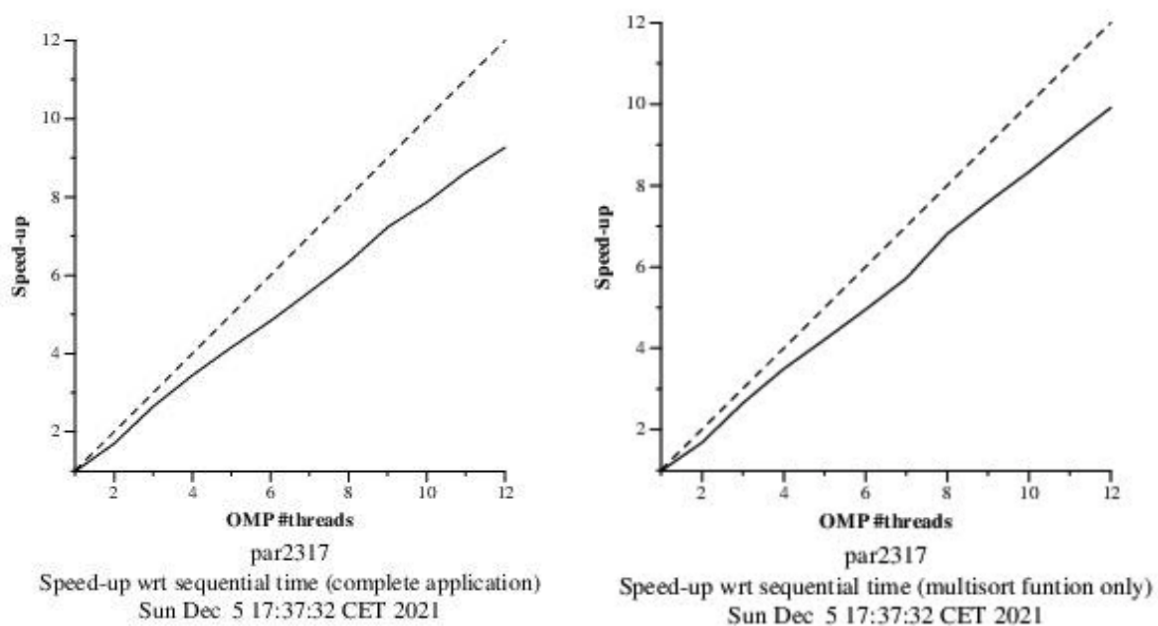 12
10
8
6
4
2
Speed-up
2 4 6 8 10 12
OMP #threads
par2317
Speed-up wrt sequential time (complete application)
Sun Dec 5 17:37:32 CET 2021
12
10
8
6
4
2
Speed-up
2 4 6 8 10 12
OMP #threads
par2317
Speed-up wrt sequential time (multisort funtion only)
Sun Dec 5 17:37:32 CET 2021